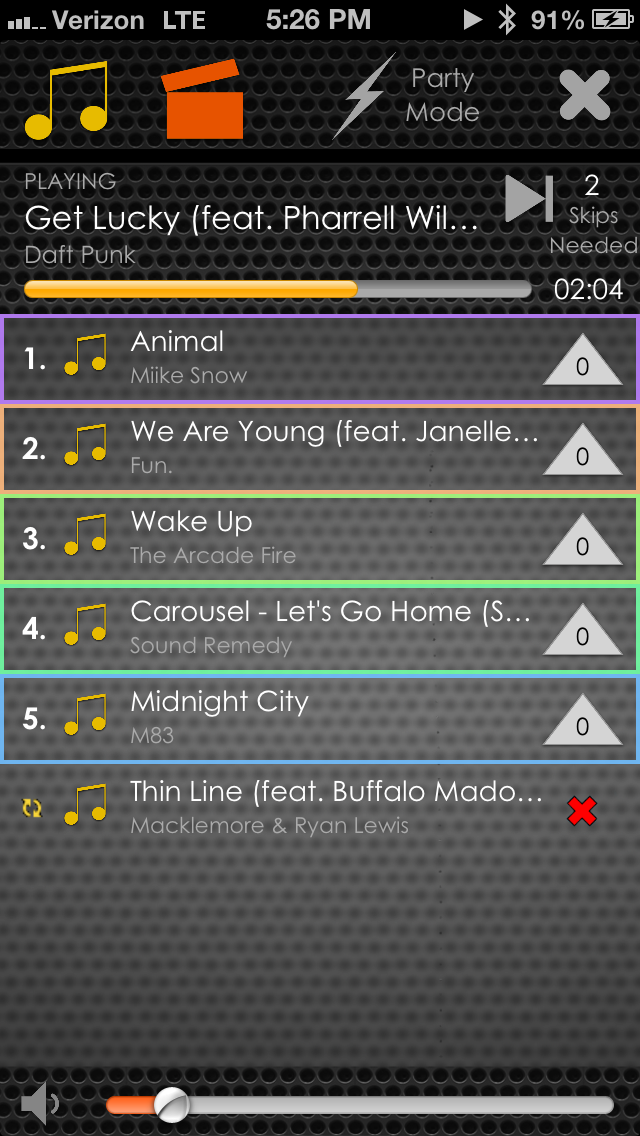 Verizon LTE 5:26 PM 91%
Party
Mode
PLAYING
Get Lucky (feat. Pharrell Wil...
Daft Punk
2
Skips
Needed
02:04
1. Animal
Miike Snow
0
2. We Are Young (feat. Janelle...
Fun.
0
3. Wake Up
The Arcade Fire
0
4. Carousel - Let's Go Home (S...
Sound Remedy
0
5. Midnight City
M83
0
Thin Line (feat. Buffalo Mado...
Macklemore & Ryan Lewis